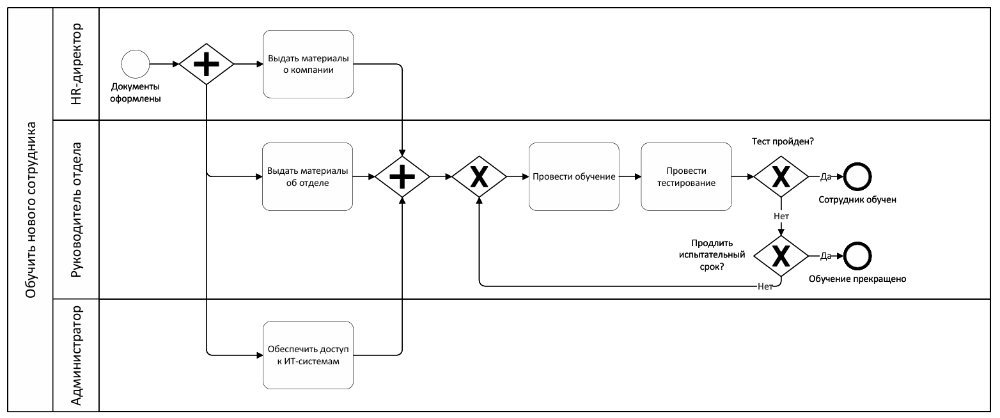 Обучить нового сотрудника
HR-директор
Документы
оформлены
Выдать материалы
о компании
Руководитель отдела
Выдать материалы
об отделе
Провести обучение
Провести
тестирование
Тест пройден?
Да
Сотрудник обучен
Нет
Продлить
испытательный
срок?
Да
Обучение прекращено
Нет
Администратор
Обеспечить доступ
к ИТ-системам